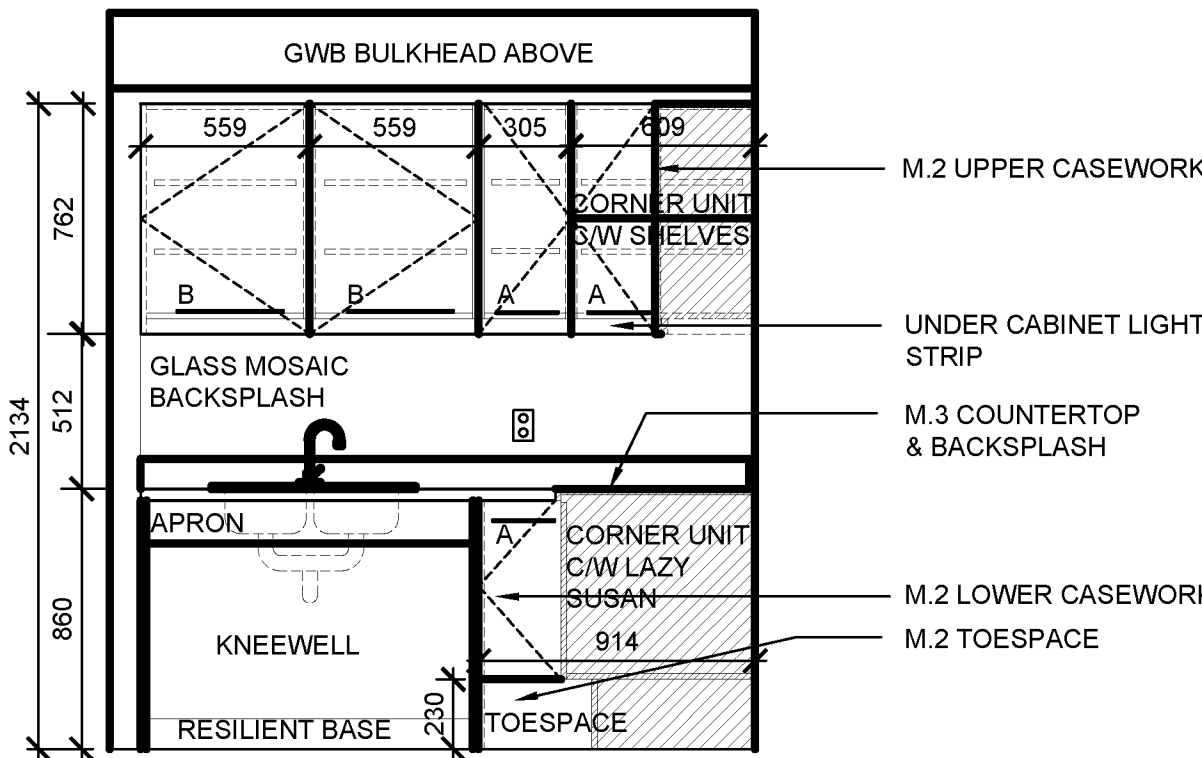 GWB BULKHEAD ABOVE
559
559
305
609
M.2 UPPER CASEWORK
762
CORNER UNIT
C/W SHELVES
B
B
A
A
UNDER CABINET LIGHT
STRIP
GLASS MOSAIC
BACKSPLASH
512
2134
M.3 COUNTERTOP
& BACKSPLASH
APRON
A
CORNER UNIT
C/W LAZY
SUSAN
M.2 LOWER CASEWORK
860
KNEEWELL
914
M.2 TOESPACE
230
RESILIENT BASE
TOESPACE